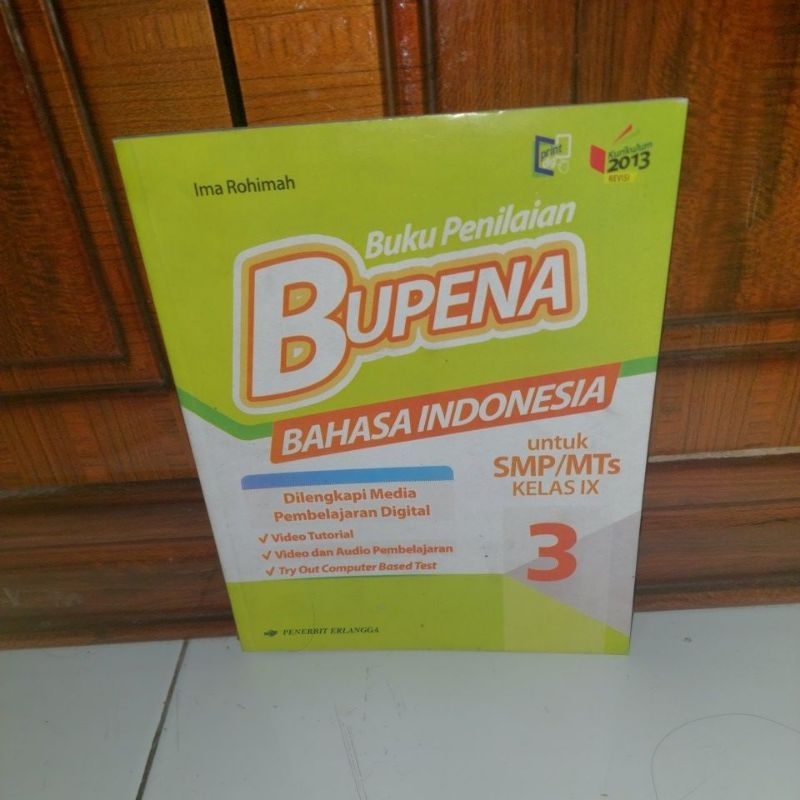 Ima Rohimah
print
Kurikulum
2013
REVISI
Buku Penilaian
BUPENA
BAHASA INDONESIA
untuk
SMP/MTs
KELAS IX
3
Dilengkapi Media
Pembelajaran Digital
✓ Video Tutorial
✓ Video dan Audio Pembelajaran
✓ Try Out Computer Based Test
PENERBIT ERLANGGA